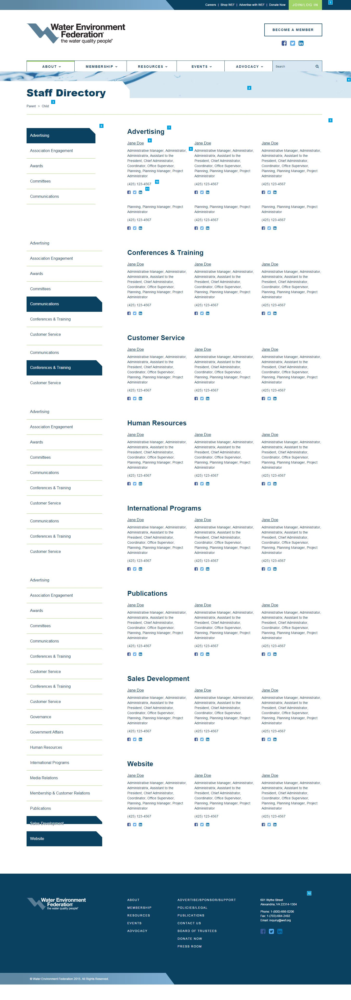 Careers | Shop WEF | Advertise with WEF | Donate Now JOIN/LOG IN 1
Water Environment
Federation®
the water quality people®
BECOME A MEMBER
ABOUT MEMBERSHIP RESOURCES EVENTS ADVOCACY Search
4
2
Staff Directory
3
Parent > Child
5
6
Advertising
Association Engagement
Awards
Committees
Communications
Advertising 7
Jane Doe 8 Jane Doe Jane Doe
9
Administrative Manager, Administrator, Administrative Manager, Administrator, Administrative Manager, Administrator,
Administratrix, Assistant to the Administratrix, Assistant to the Administratrix, Assistant to the
President, Chief Administrator, President, Chief Administrator, President, Chief Administrator,
Coordinator, Office Supervisor, Coordinator, Office Supervisor, Coordinator, Office Supervisor,
Planning, Planning Manager, Project Planning, Planning Manager, Project Planning, Planning Manager, Project
Administrator Administrator Administrator
(425) 123-4567 10 (425) 123-4567 (425) 123-4567
11
Planning, Planning Manager, Project Planning, Planning Manager, Project Planning, Planning Manager, Project
Administrator Administrator Administrator
(425) 123-4567 (425) 123-4567 (425) 123-4567
Advertising
Association Engagement
Awards
Committees
Communications
Conferences & Training
Customer Service
Communications
Conferences & Training
Customer Service
Conferences & Training
Jane Doe Jane Doe Jane Doe
Administrative Manager, Administrator, Administrative Manager, Administrator, Administrative Manager, Administrator,
Administratrix, Assistant to the Administratrix, Assistant to the Administratrix, Assistant to the
President, Chief Administrator, President, Chief Administrator, President, Chief Administrator,
Coordinator, Office Supervisor, Coordinator, Office Supervisor, Coordinator, Office Supervisor,
Planning, Planning Manager, Project Planning, Planning Manager, Project Planning, Planning Manager, Project
Administrator Administrator Administrator
(425) 123-4567 (425) 123-4567 (425) 123-4567
Customer Service
Jane Doe Jane Doe Jane Doe
Administrative Manager, Administrator, Administrative Manager, Administrator, Administrative Manager, Administrator,
Administratrix, Assistant to the Administratrix, Assistant to the Administratrix, Assistant to the
President, Chief Administrator, President, Chief Administrator, President, Chief Administrator,
Coordinator, Office Supervisor, Coordinator, Office Supervisor, Coordinator, Office Supervisor,
Planning, Planning Manager, Project Planning, Planning Manager, Project Planning, Planning Manager, Project
Administrator Administrator Administrator
(425) 123-4567 (425) 123-4567 (425) 123-4567
Advertising
Association Engagement
Awards
Committees
Communications
Conferences & Training
Customer Service
Communications
Conferences & Training
Customer Service
Human Resources
Jane Doe Jane Doe Jane Doe
Administrative Manager, Administrator, Administrative Manager, Administrator, Administrative Manager, Administrator,
Administratrix, Assistant to the Administratrix, Assistant to the Administratrix, Assistant to the
President, Chief Administrator, President, Chief Administrator, President, Chief Administrator,
Coordinator, Office Supervisor, Coordinator, Office Supervisor, Coordinator, Office Supervisor,
Planning, Planning Manager, Project Planning, Planning Manager, Project Planning, Planning Manager, Project
Administrator Administrator Administrator
(425) 123-4567 (425) 123-4567 (425) 123-4567
International Programs
Jane Doe Jane Doe Jane Doe
Administrative Manager, Administrator, Administrative Manager, Administrator, Administrative Manager, Administrator,
Administratrix, Assistant to the Administratrix, Assistant to the Administratrix, Assistant to the
President, Chief Administrator, President, Chief Administrator, President, Chief Administrator,
Coordinator, Office Supervisor, Coordinator, Office Supervisor, Coordinator, Office Supervisor,
Planning, Planning Manager, Project Planning, Planning Manager, Project Planning, Planning Manager, Project
Administrator Administrator Administrator
(425) 123-4567 (425) 123-4567 (425) 123-4567
Advertising
Association Engagement
Awards
Committees
Communications
Conferences & Training
Customer Service
Conferences & Training
Customer Service
Governance
Government Affairs
Human Resources
International Programs
Media Relations
Membership & Customer Relations
Publications
Sales Development
Website
Publications
Jane Doe Jane Doe Jane Doe
Administrative Manager, Administrator, Administrative Manager, Administrator, Administrative Manager, Administrator,
Administratrix, Assistant to the Administratrix, Assistant to the Administratrix, Assistant to the
President, Chief Administrator, President, Chief Administrator, President, Chief Administrator,
Coordinator, Office Supervisor, Coordinator, Office Supervisor, Coordinator, Office Supervisor,
Planning, Planning Manager, Project Planning, Planning Manager, Project Planning, Planning Manager, Project
Administrator Administrator Administrator
(425) 123-4567 (425) 123-4567 (425) 123-4567
Sales Development
Jane Doe Jane Doe Jane Doe
Administrative Manager, Administrator, Administrative Manager, Administrator, Administrative Manager, Administrator,
Administratrix, Assistant to the Administratrix, Assistant to the Administratrix, Assistant to the
President, Chief Administrator, President, Chief Administrator, President, Chief Administrator,
Coordinator, Office Supervisor, Coordinator, Office Supervisor, Coordinator, Office Supervisor,
Planning, Planning Manager, Project Planning, Planning Manager, Project Planning, Planning Manager, Project
Administrator Administrator Administrator
(425) 123-4567 (425) 123-4567 (425) 123-4567
Website
Jane Doe Jane Doe Jane Doe
Administrative Manager, Administrator, Administrative Manager, Administrator, Administrative Manager, Administrator,
Administratrix, Assistant to the Administratrix, Assistant to the Administratrix, Assistant to the
President, Chief Administrator, President, Chief Administrator, President, Chief Administrator,
Coordinator, Office Supervisor, Coordinator, Office Supervisor, Coordinator, Office Supervisor,
Planning, Planning Manager, Project Planning, Planning Manager, Project Planning, Planning Manager, Project
Administrator Administrator Administrator
(425) 123-4567 (425) 123-4567 (425) 123-4567
Water Environment
Federation®
the water quality people®
ABOUT
MEMBERSHIP
RESOURCES
EVENTS
ADVOCACY
ADVERTISE/SPONSOR/SUPPORT
POLICIES/LEGAL
PUBLICATIONS
CONTACT US
BOARD OF TRUSTEES
DONATE NOW
PRESS ROOM
12
601 Wythe Street
Alexandria, VA 22314-1304
Phone: 1-(800)-666-0206
Fax: 1-(703)-684-2492
Email: inquiry@wef.org
© Water Environment Federation 2015. All Rights Reserved.